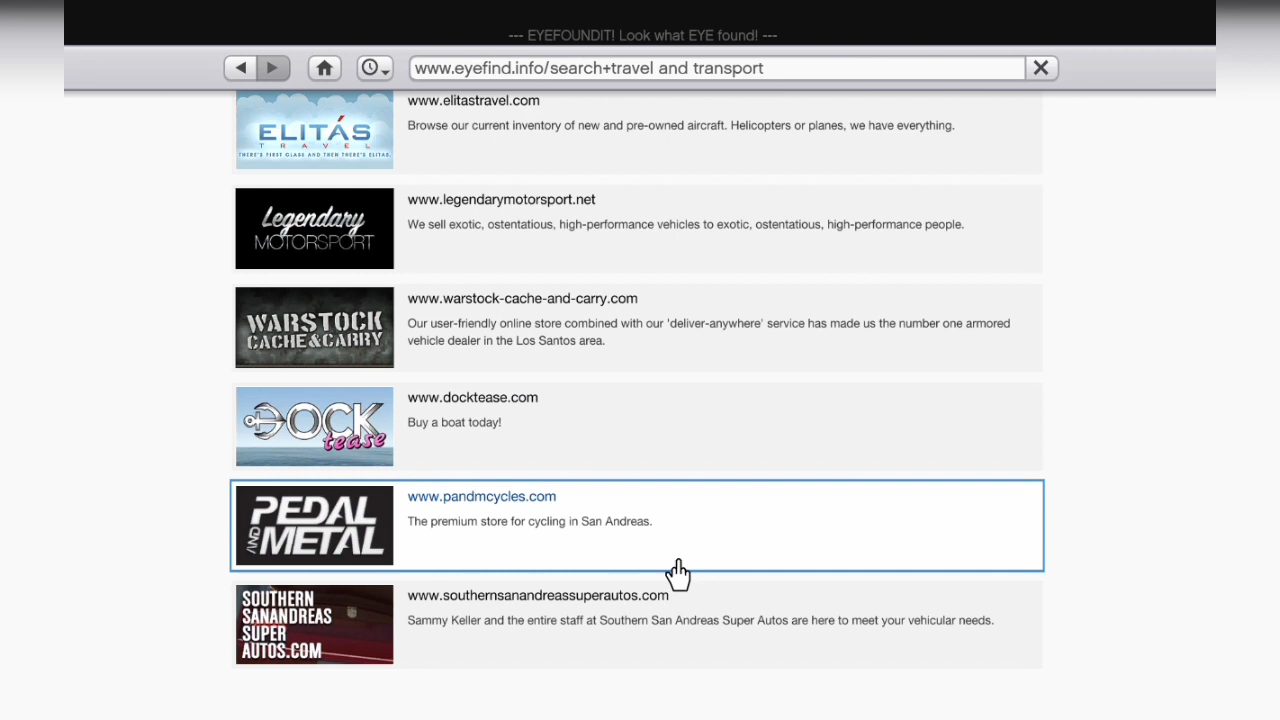 --- EYEFOUNDIT! Look what EYE found! ---
www.eyefind.info/search+travel and transport
ELITÁS
TRAVEL
THERE'S FIRST CLASS AND THEN THERE'S ELITAS.
www.elitastravel.com
Browse our current inventory of new and pre-owned aircraft. Helicopters or planes, we have everything.
Legendary
MOTORSPORT
www.legendarymotorsport.net
We sell exotic, ostentatious, high-performance vehicles to exotic, ostentatious, high-performance people.
WARSTOCK
CACHE&CARRY
www.warstock-cache-and-carry.com
Our user-friendly online store combined with our 'deliver-anywhere' service has made us the number one armored
vehicle dealer in the Los Santos area.
DOCK
tease
www.docktease.com
Buy a boat today!
PEDAL
AND METAL
www.pandmcycles.com
The premium store for cycling in San Andreas.
SOUTHERN
SANANDREAS
SUPER
AUTOS.COM
www.southernsanandreassuperautos.com
Sammy Keller and the entire staff at Southern San Andreas Super Autos are here to meet your vehicular needs.